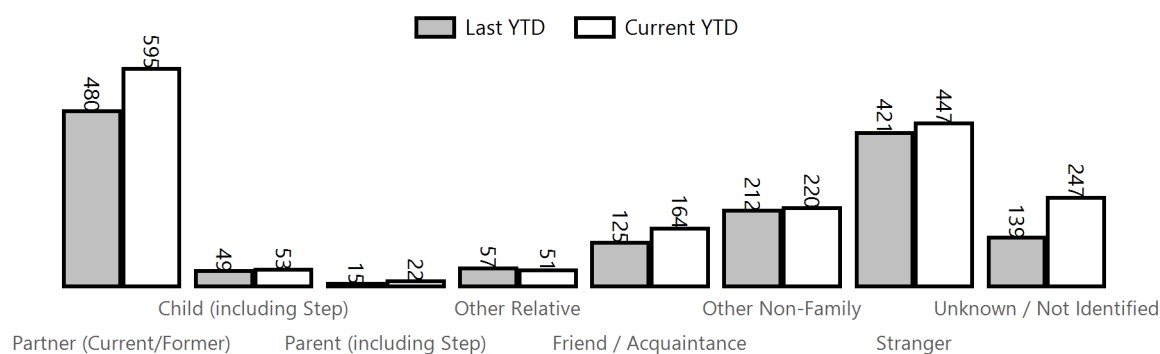 Last YTD Current YTD
480 595 49 53 15 22 57 51 125 164 212 220 421 447 139 247
Child (including Step) Other Relative Other Non-Family Unknown / Not Identified
Partner (Current/Former) Parent (including Step) Friend / Acquaintance Stranger